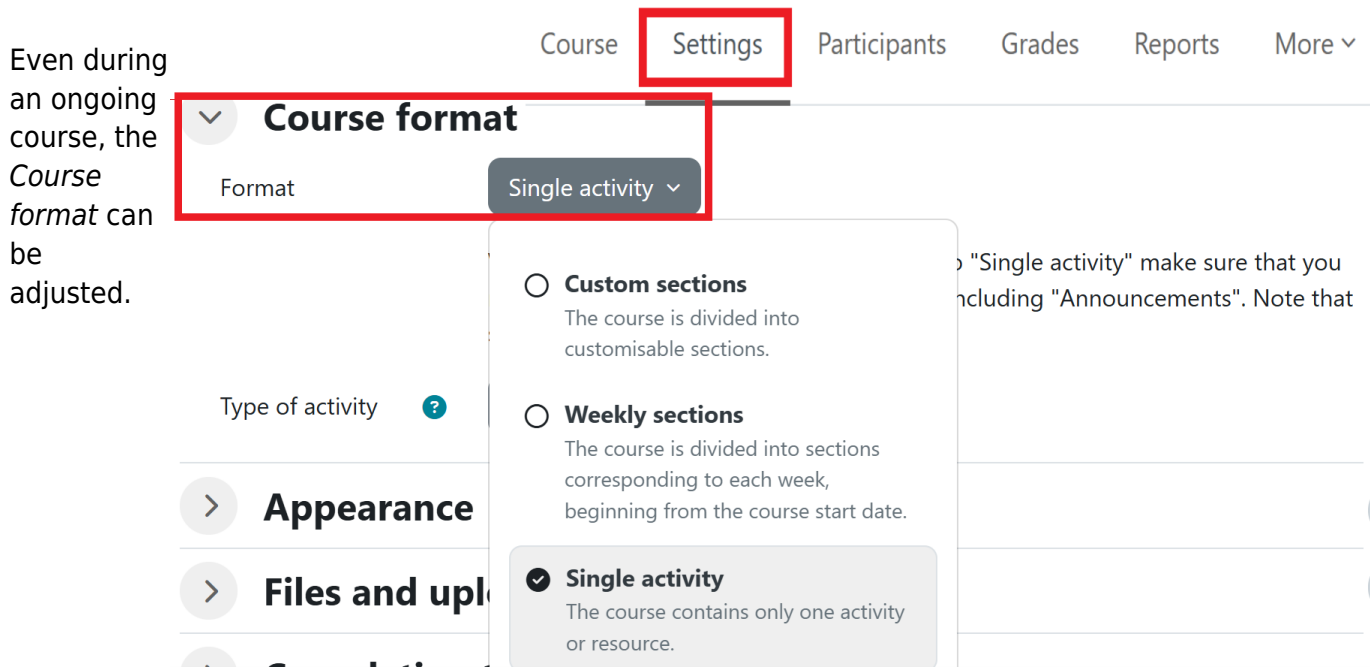 Even during
an ongoing
course, the
Course
format can
be
adjusted.
Course Settings Participants Grades Reports More
Course format
Format Single activity
"Single activity" make sure that you
"Announcements". Note that
Custom sections
The course is divided into
customisable sections.
Type of activity ?
Weekly sections
The course is divided into sections
corresponding to each week,
beginning from the course start date.
Appearance
Files and
Single activity
The course contains only one activity
or resource.